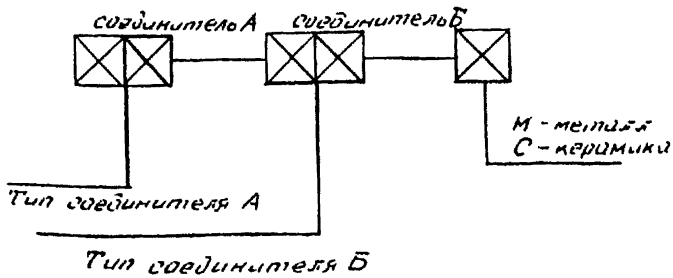 соединитель А соединитель Б
М - металл
С - керамика
Тип соединителя А
Тип соединителя Б